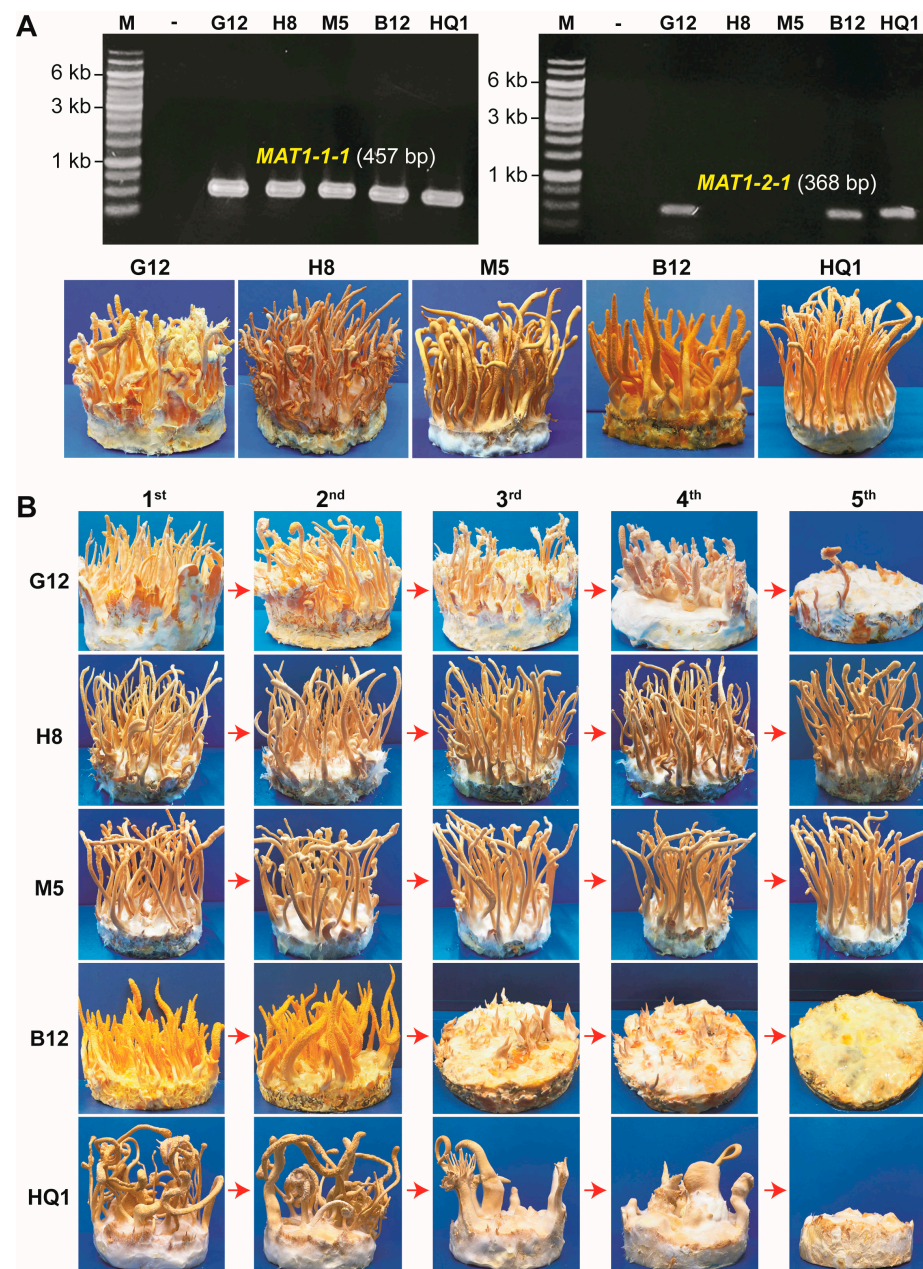 A
M - G12 H8 M5 B12 HQ1
6 kb
3 kb
1 kb
MAT1-1-1 (457 bp)
M - G12 H8 M5 B12 HQ1
6 kb
3 kb
1 kb
MAT1-2-1 (368 bp)
G12 H8 M5 B12 HQ1
B
1st 2nd 3rd 4th 5th
G12
H8
M5
B12
HQ1